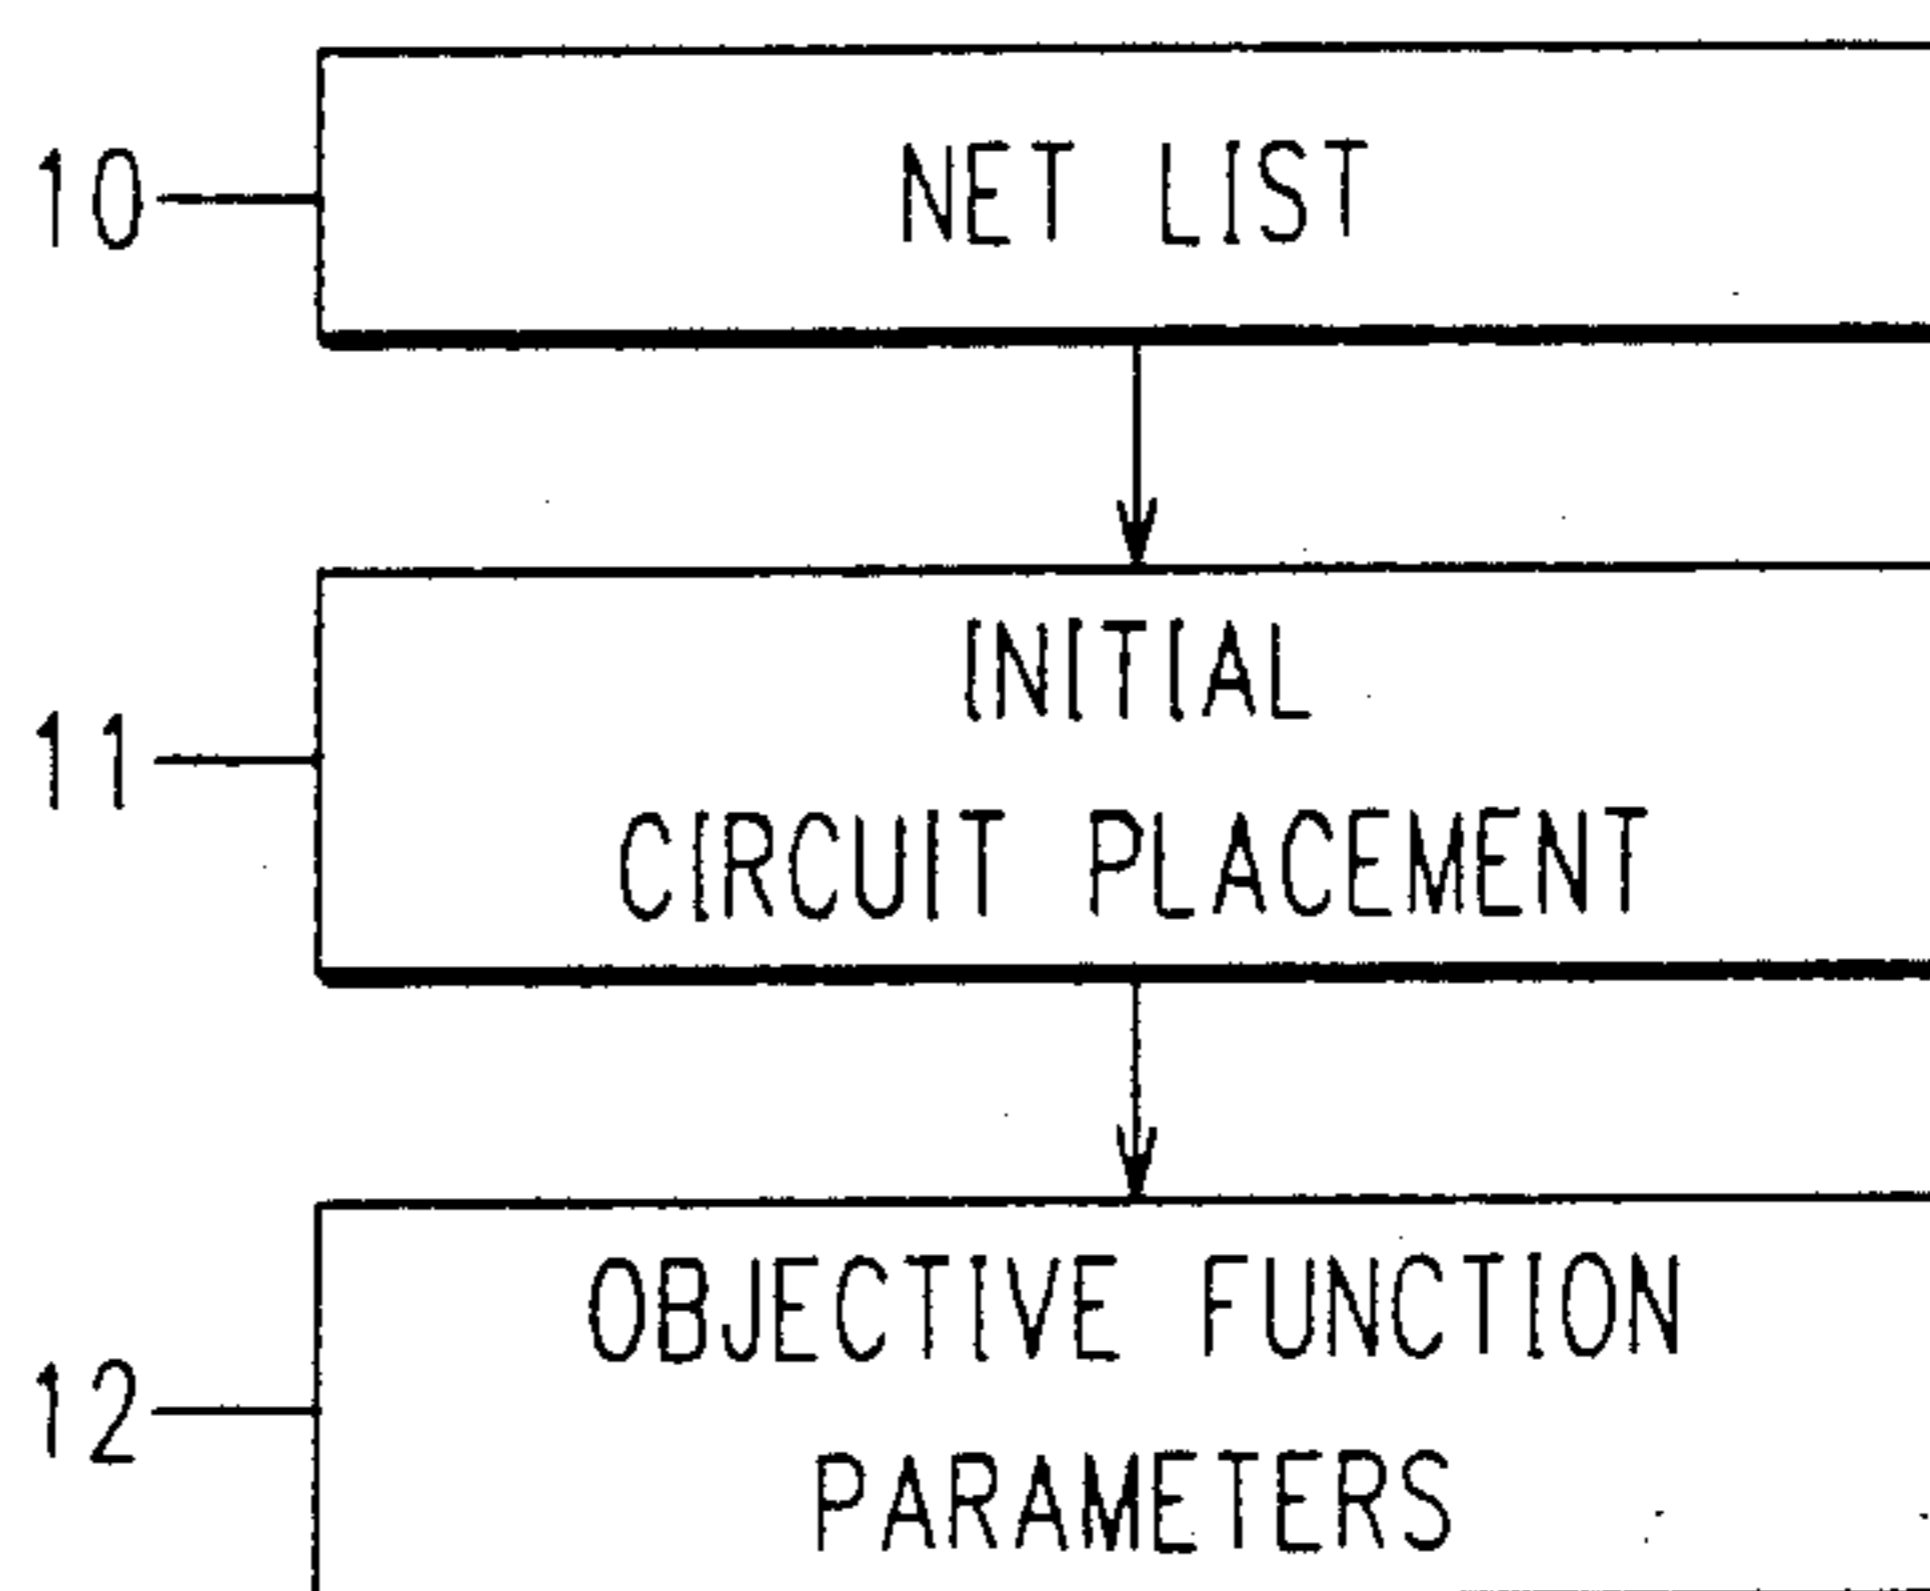 10
NET LIST
11
INITIAL
CIRCUIT PLACEMENT
12
OBJECTIVE FUNCTION
PARAMETERS